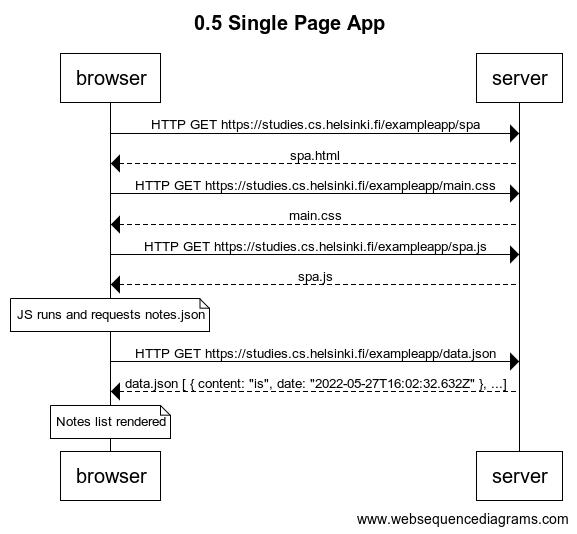 0.5 Single Page App
browser
server
HTTP GET https://studies.cs.helsinki.fi/exampleapp/spa
spa.html
HTTP GET https://studies.cs.helsinki.fi/exampleapp/main.css
main.css
HTTP GET https://studies.cs.helsinki.fi/exampleapp/spa.js
spa.js
JS runs and requests notes.json
HTTP GET https://studies.cs.helsinki.fi/exampleapp/data.json
data.json [ { content: "is", date: "2022-05-27T16:02:32.632Z" }, ...]
Notes list rendered
browser
server
www.websequencediagrams.com